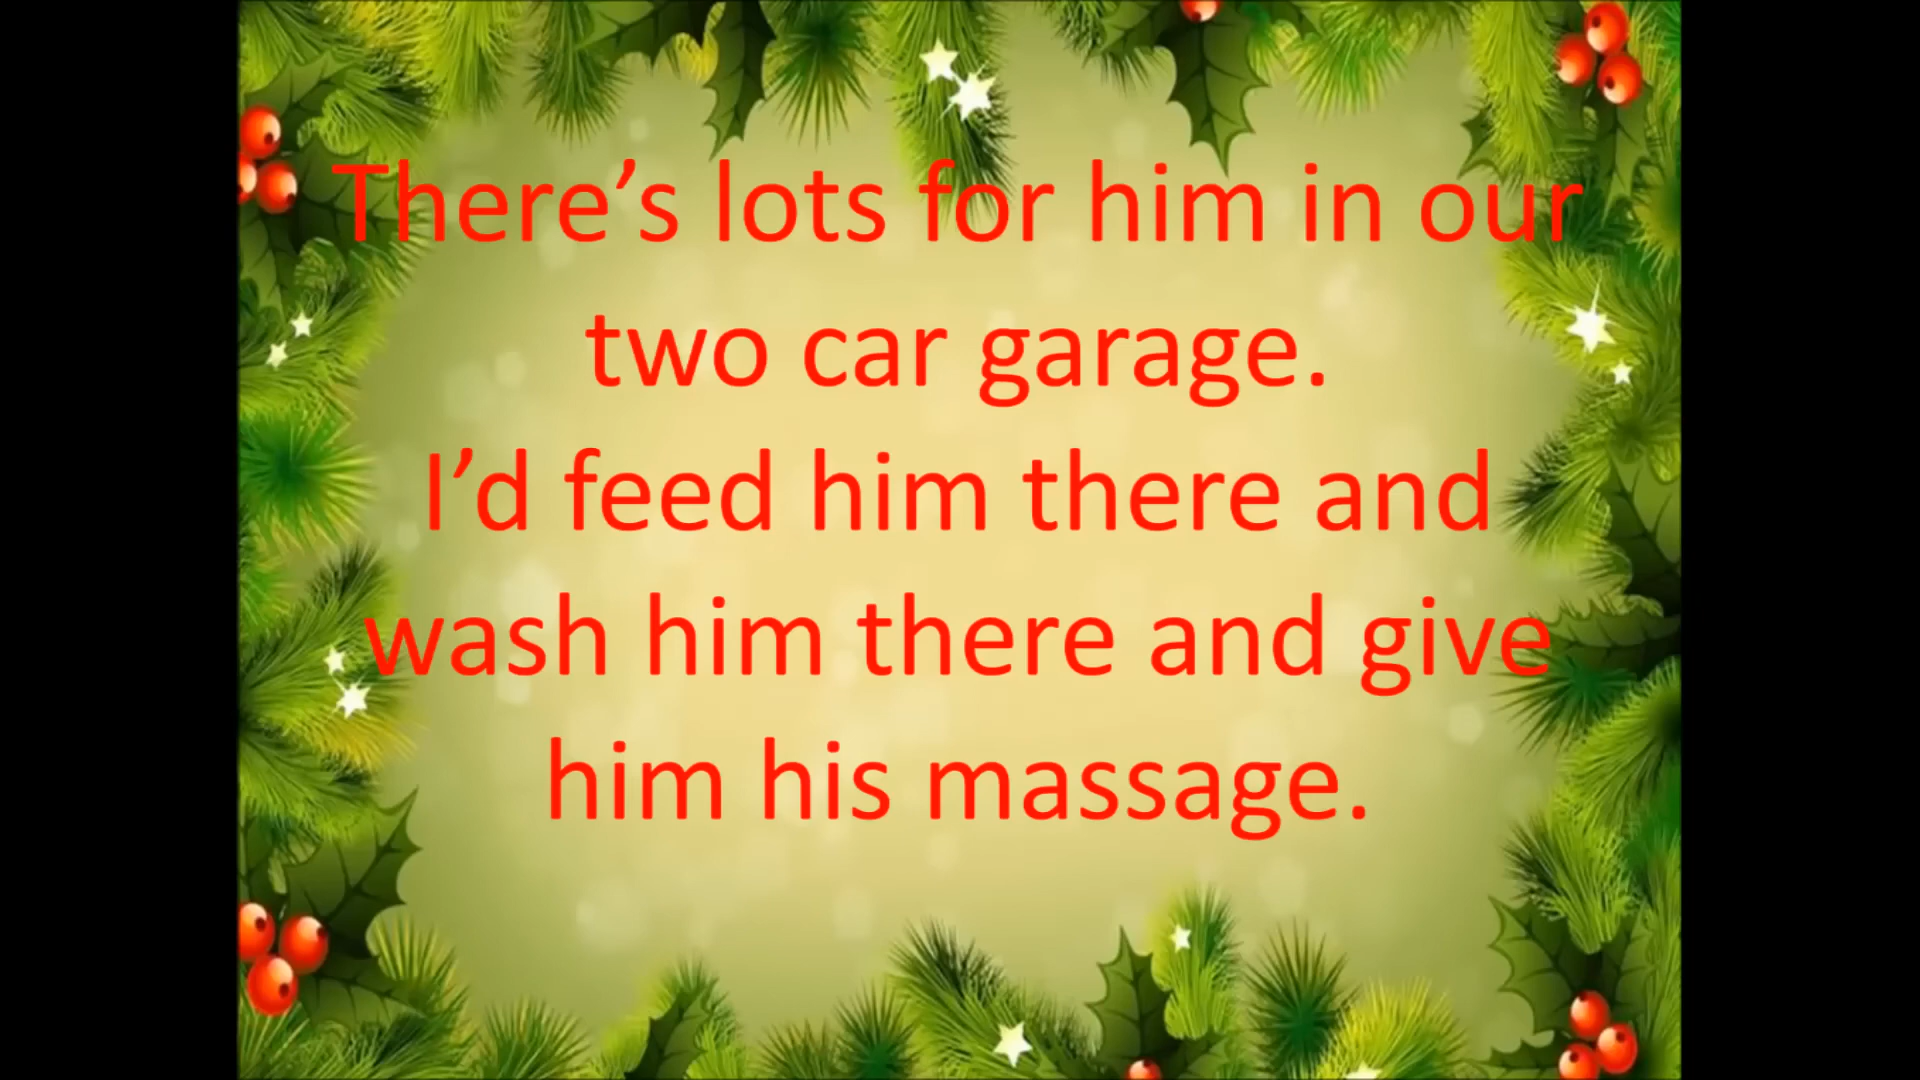 There’s lots for him in our
two car garage.
I’d feed him there and
wash him there and give
him his massage.